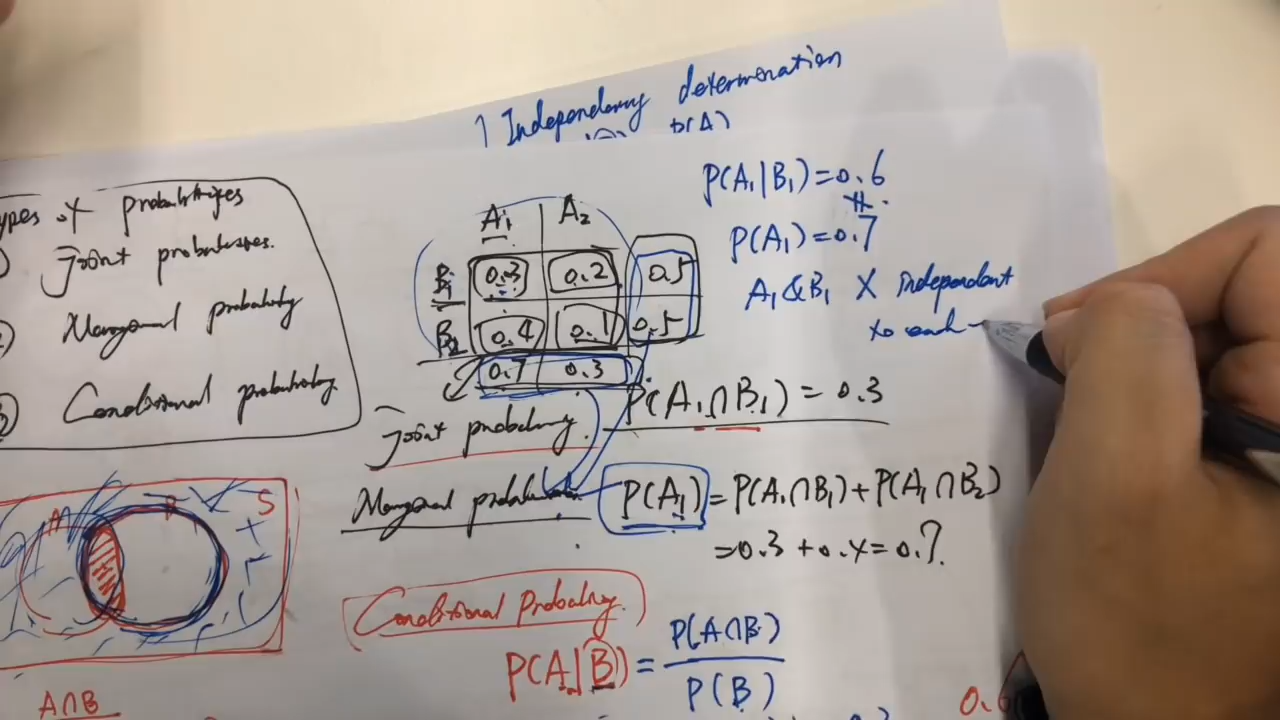 1 Independency determination
P(A)
ypes of probabilities
Joint probabilities.
Marginal probability
Conditional probability
A1 A2
B1 0.3 0.2 0.5
B2 0.4 0.1 0.5
0.7 0.3
P(A1|B1)=0.6
P(A1)=0.7
A1&B1 X independent
to each
Joint probability.
P(A1∩B1)=0.3
Marginal
P(A1)=P(A1∩B1)+P(A1∩B2)
=0.3+0.4=0.7.
A B S
Conditional Probability.
P(A|B)=P(A∩B)/P(B)
A∩B
0.6